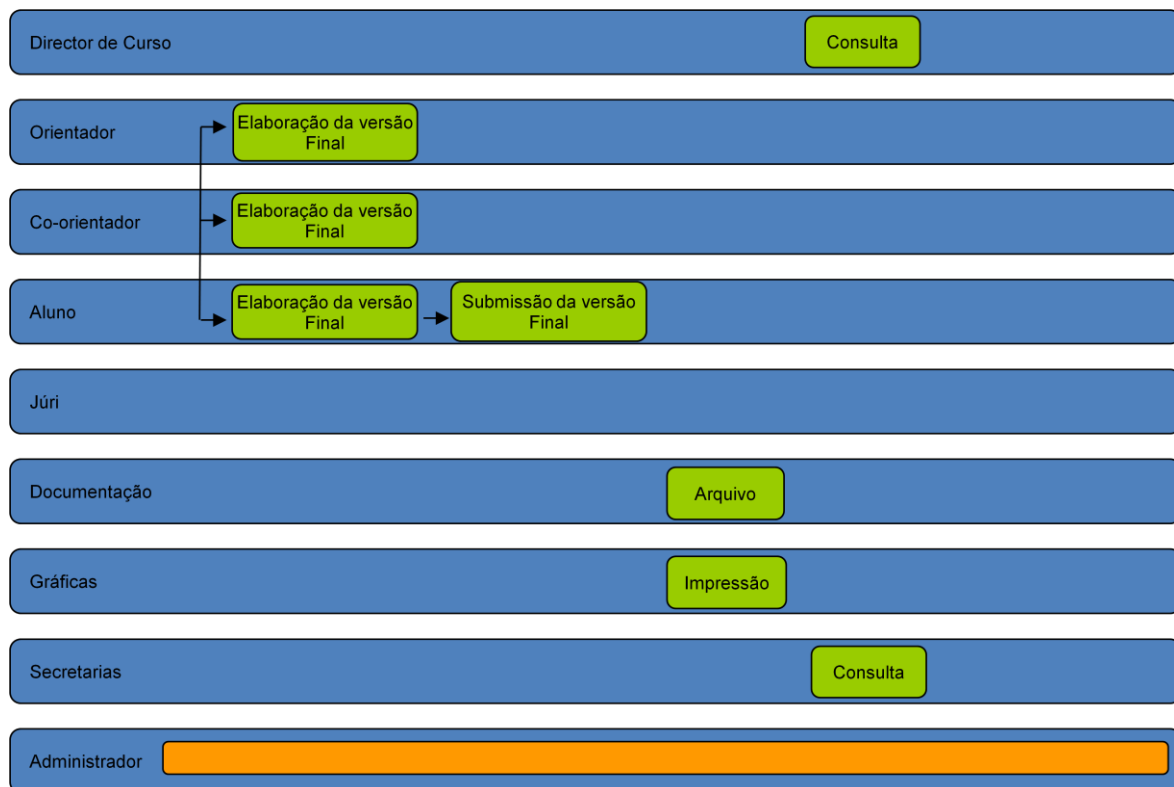 Director de Curso
Consulta
Orientador
Elaboração da versão
Final
Co-orientador
Elaboração da versão
Final
Aluno
Elaboração da versão
Final
Submissão da versão
Final
Júri
Documentação
Arquivo
Gráficas
Impressão
Secretarias
Consulta
Administrador